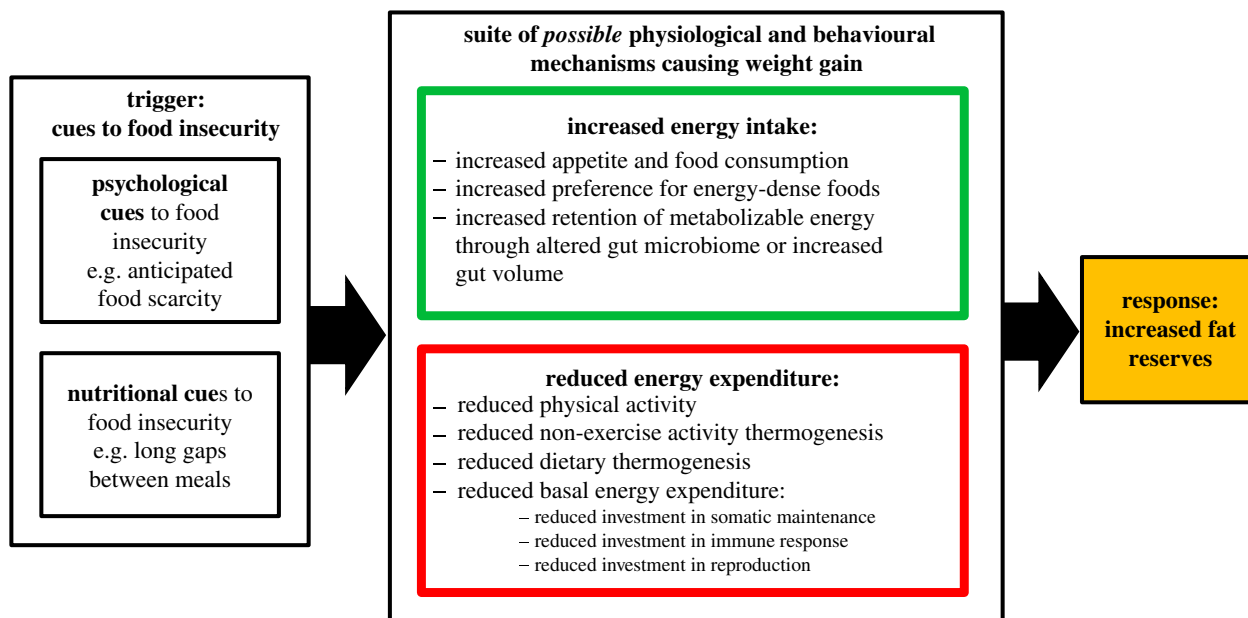 trigger:
cues to food insecurity
psychological
cues to food
insecurity
e.g. anticipated
food scarcity
nutritional cues to
food insecurity
e.g. long gaps
between meals
suite of possible physiological and behavioural
mechanisms causing weight gain
increased energy intake:
– increased appetite and food consumption
– increased preference for energy-dense foods
– increased retention of metabolizable energy
through altered gut microbiome or increased
gut volume
reduced energy expenditure:
– reduced physical activity
– reduced non-exercise activity thermogenesis
– reduced dietary thermogenesis
– reduced basal energy expenditure:
– reduced investment in somatic maintenance
– reduced investment in immune response
– reduced investment in reproduction
response:
increased fat
reserves